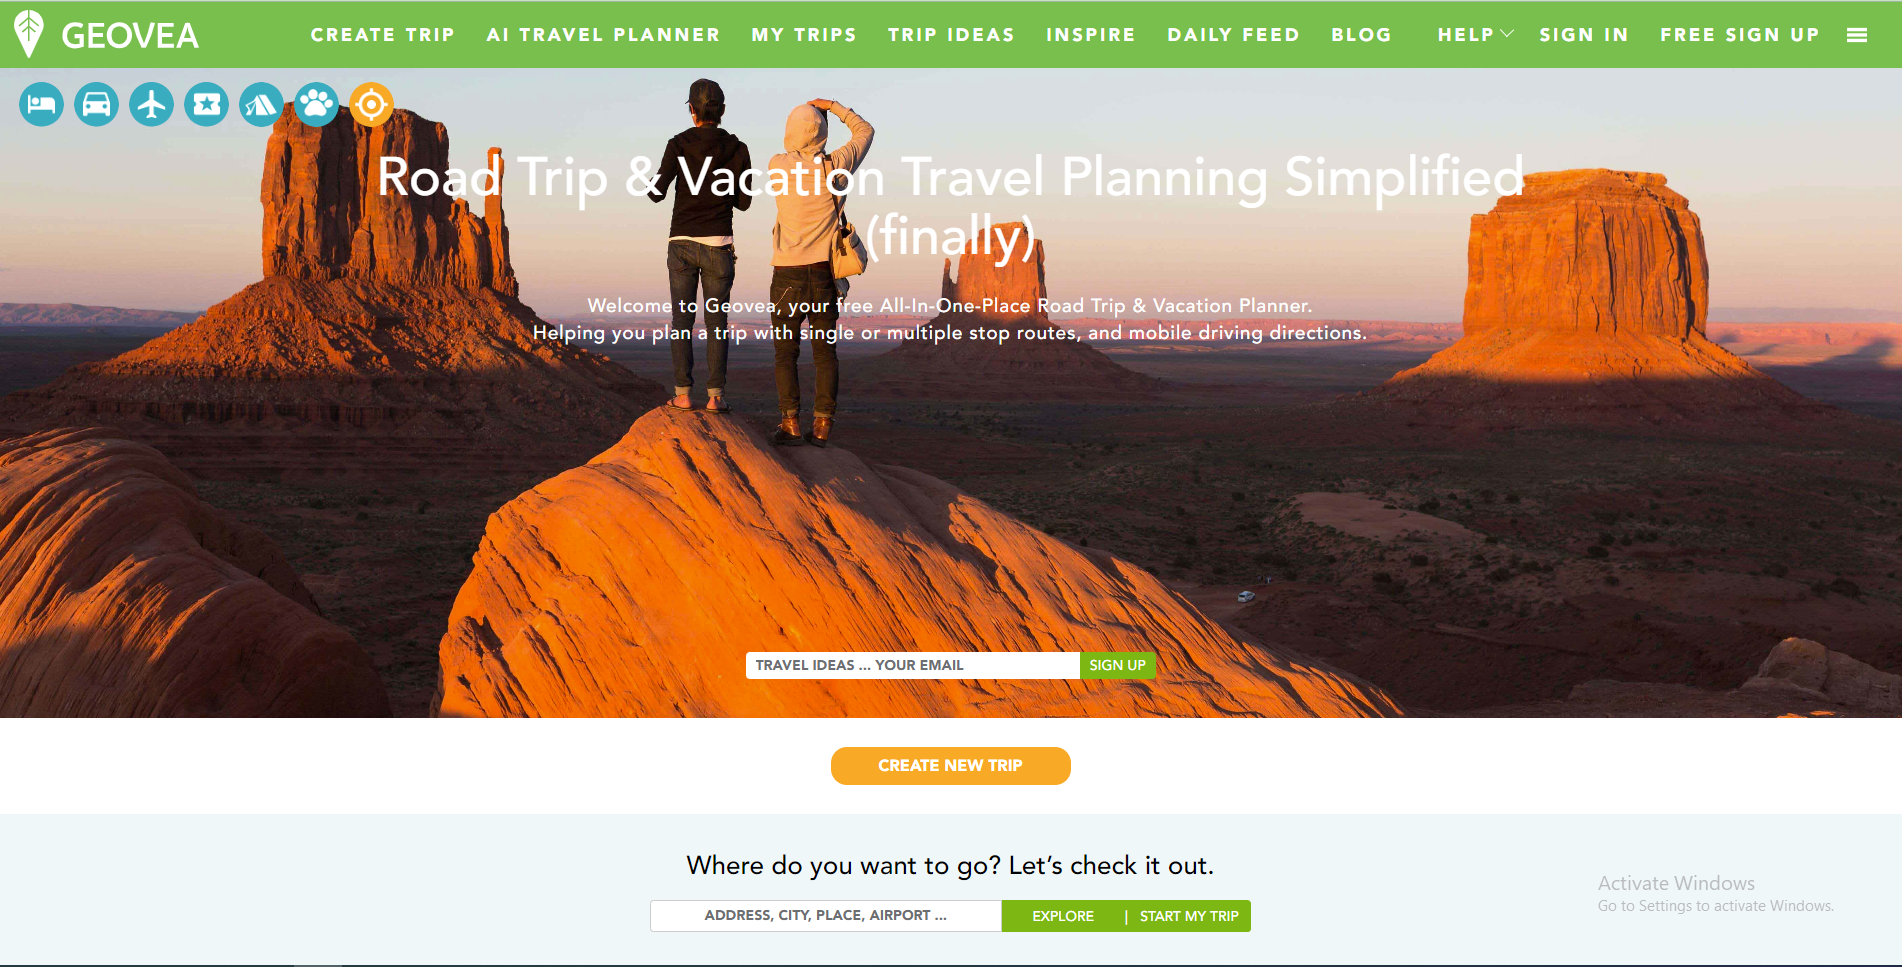 GEOVEA
CREATE TRIP
AI TRAVEL PLANNER
MY TRIPS
TRIP IDEAS
INSPIRE
DAILY FEED
BLOG
HELP
SIGN IN
FREE SIGN UP
Road Trip & Vacation Travel Planning Simplified
(finally)
Welcome to Geovea, your free All-In-One-Place Road Trip & Vacation Planner.
Helping you plan a trip with single or multiple stop routes, and mobile driving directions.
TRAVEL IDEAS ... YOUR EMAIL
SIGN UP
CREATE NEW TRIP
Where do you want to go? Let's check it out.
ADDRESS, CITY, PLACE, AIRPORT ...
EXPLORE | START MY TRIP
Activate Windows
Go to Settings to activate Windows.